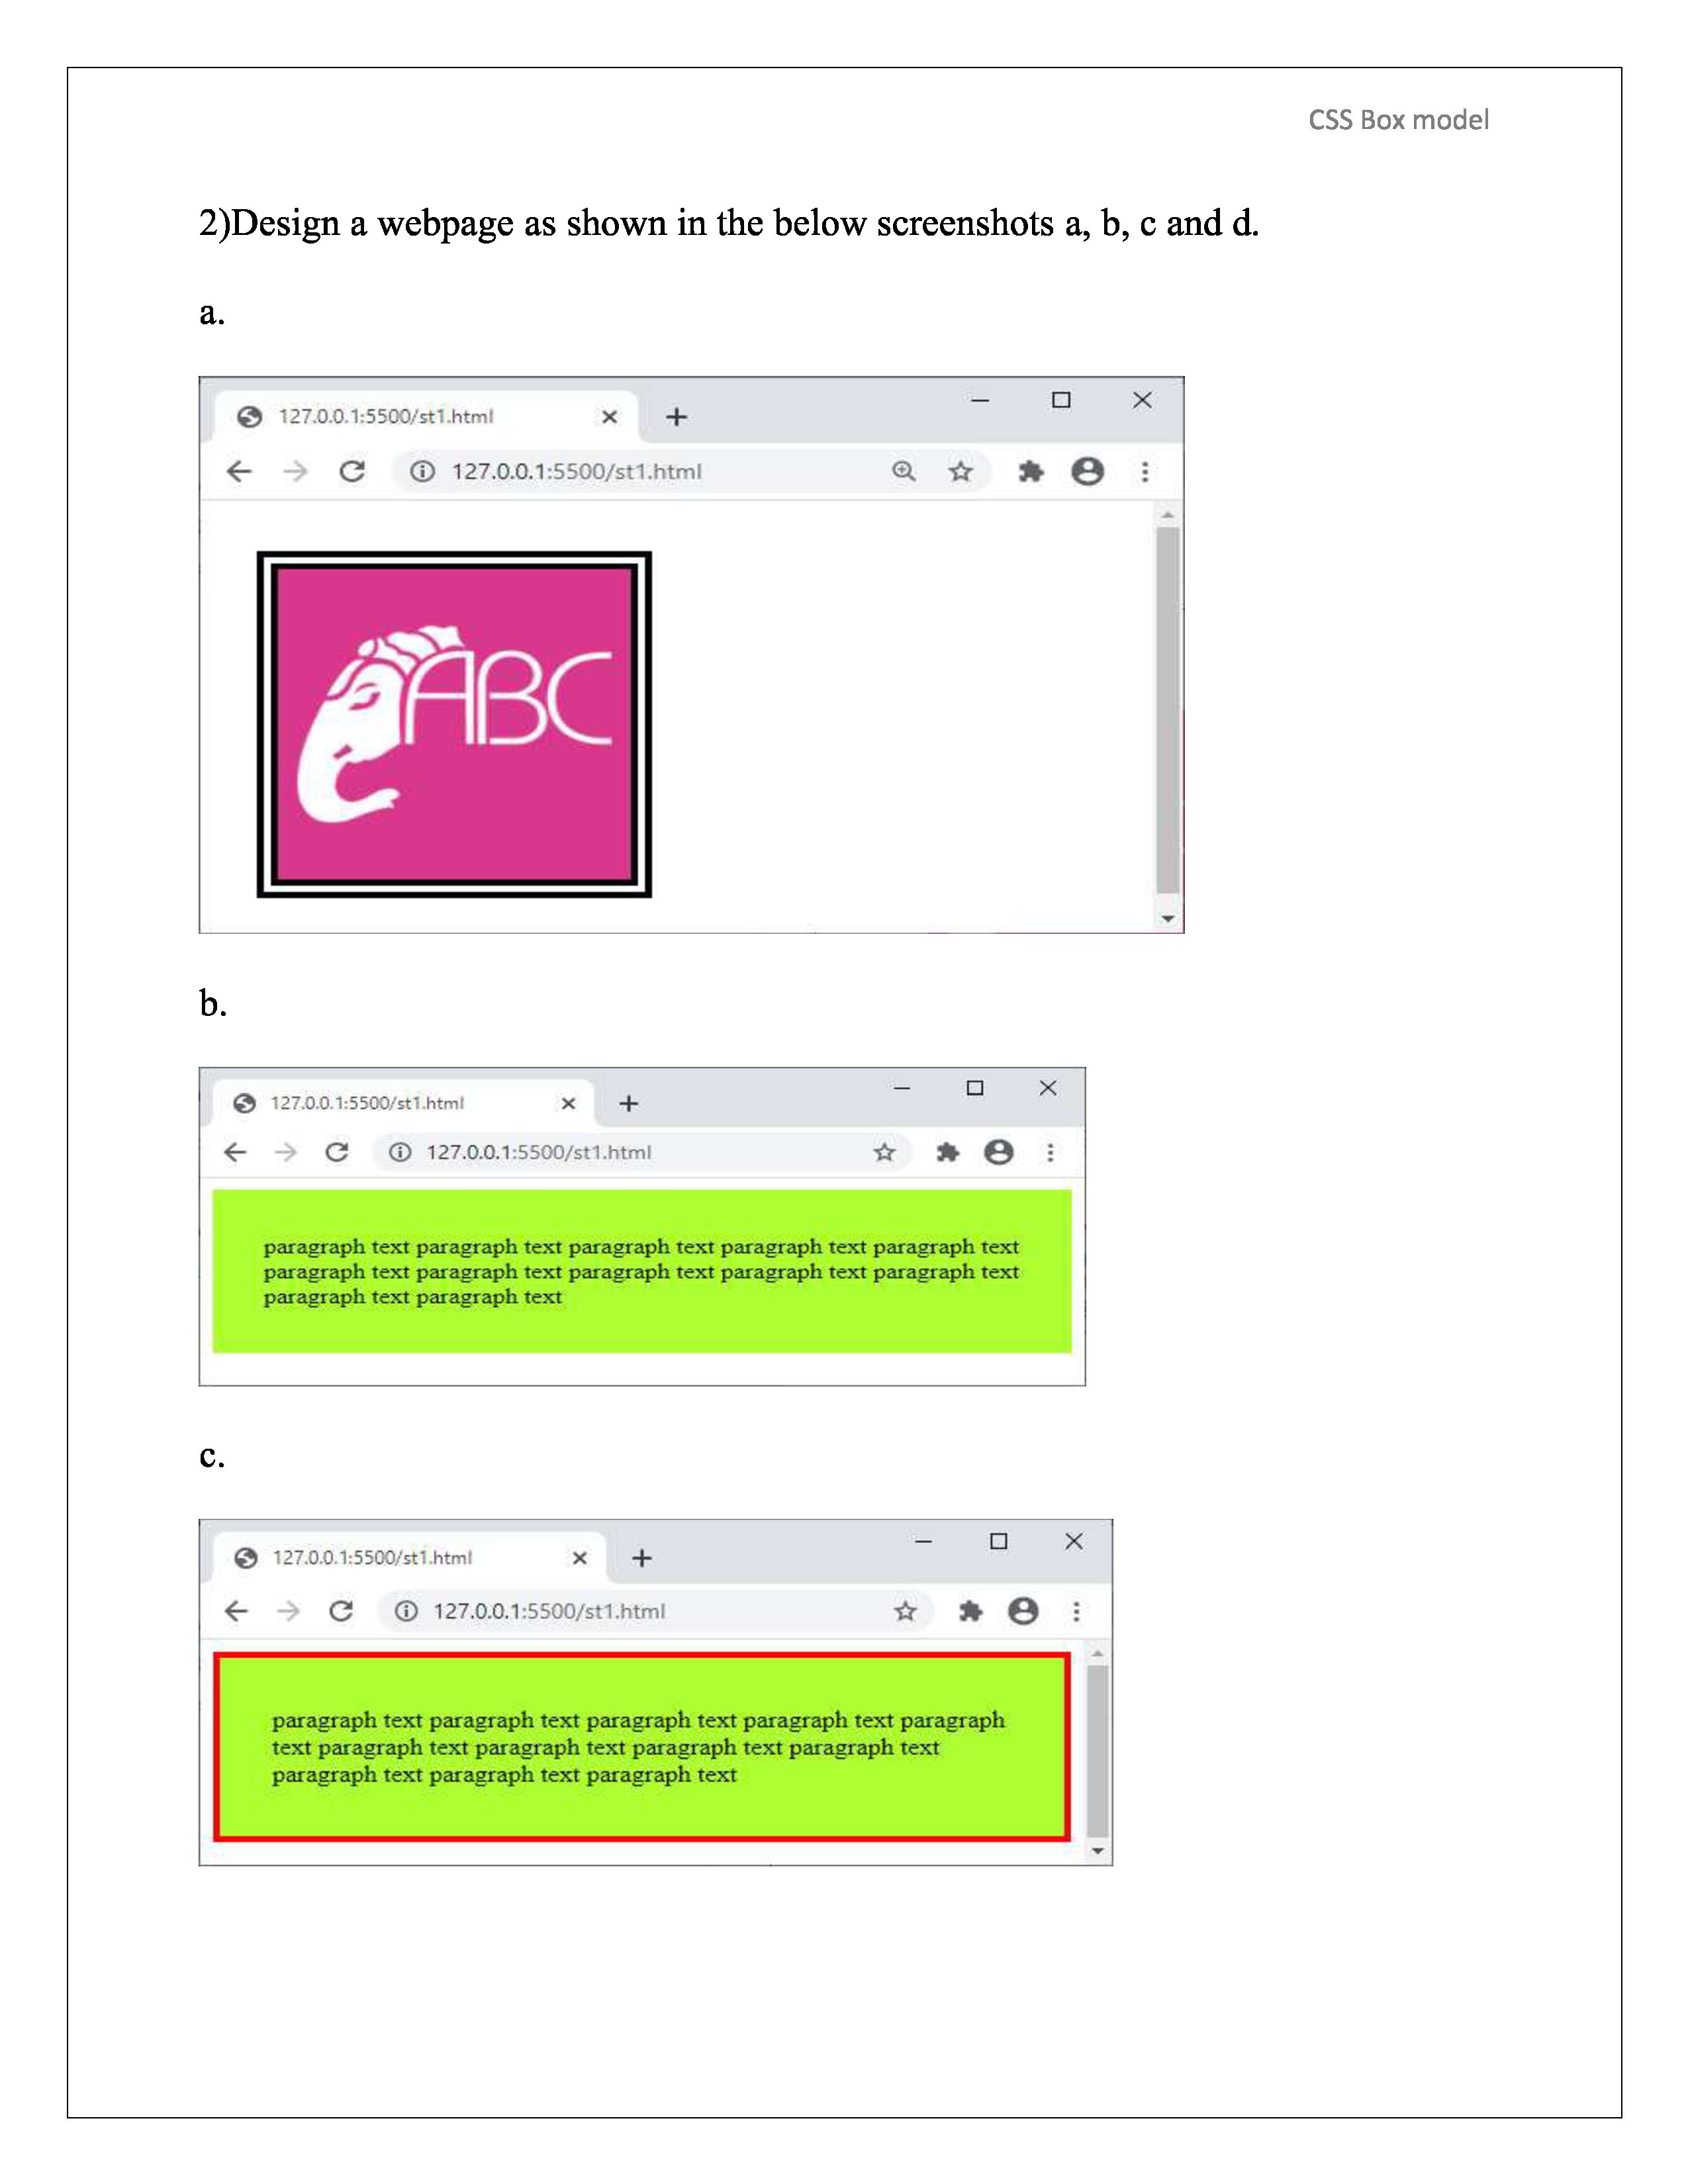 CSS Box model
2)Design a webpage as shown in the below screenshots a, b, c and d.
a.
127.0.0.1:5500/st1.html
127.0.0.1:5500/st1.html
ABC
b.
127.0.0.1:5500/st1.html
127.0.0.1:5500/st1.html
paragraph text paragraph text paragraph text paragraph text paragraph text
paragraph text paragraph text paragraph text paragraph text paragraph text
paragraph text paragraph text
c.
127.0.0.1:5500/st1.html
127.0.0.1:5500/st1.html
paragraph text paragraph text paragraph text paragraph text paragraph
text paragraph text paragraph text paragraph text paragraph text
paragraph text paragraph text paragraph text